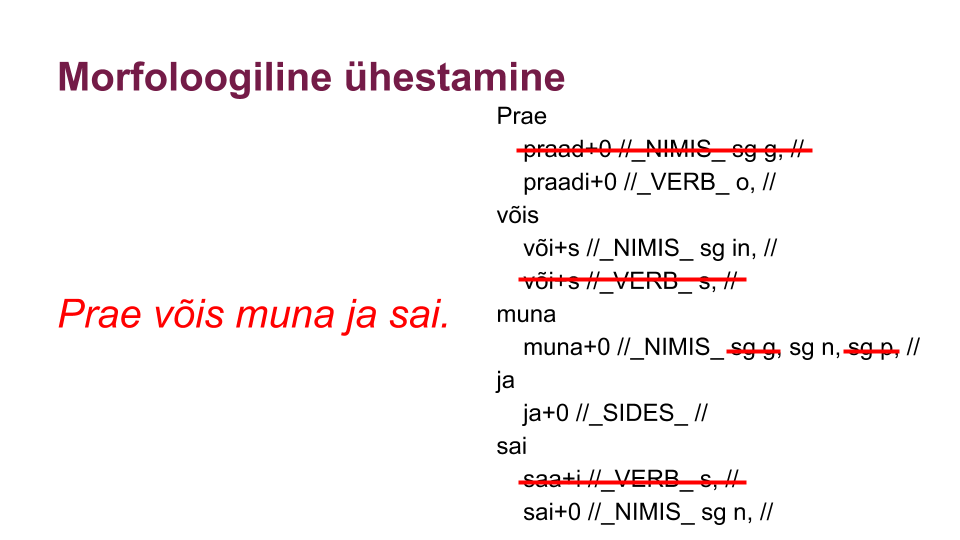 Morfoloogiline ühestamine
Prae võis muna ja sai.
Prae
praad+0 //_NIMIS_ sg g, //
praadi+0 //_VERB_ o, //
võis
või+s //_NIMIS_ sg in, //
või+s //_VERB_ s, //
muna
muna+0 //_NIMIS_ sg g, sg n, sg p, //
ja
ja+0 //_SIDES_ //
sai
saa+i //_VERB_ s, //
sai+0 //_NIMIS_ sg n, //